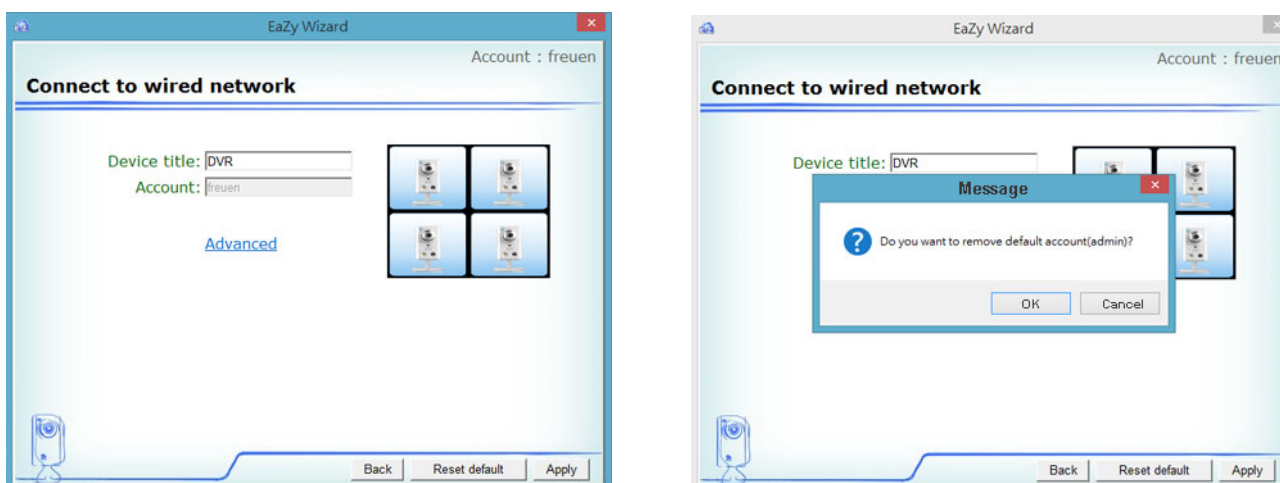 EaZy Wizard
Account : freuen
Connect to wired network
Device title: DVR
Account: freuen
Advanced
Back
Reset default
Apply
EaZy Wizard
Account : freuen
Connect to wired network
Device title: DVR
Message
Do you want to remove default account(admin)?
OK
Cancel
Back
Reset default
Apply